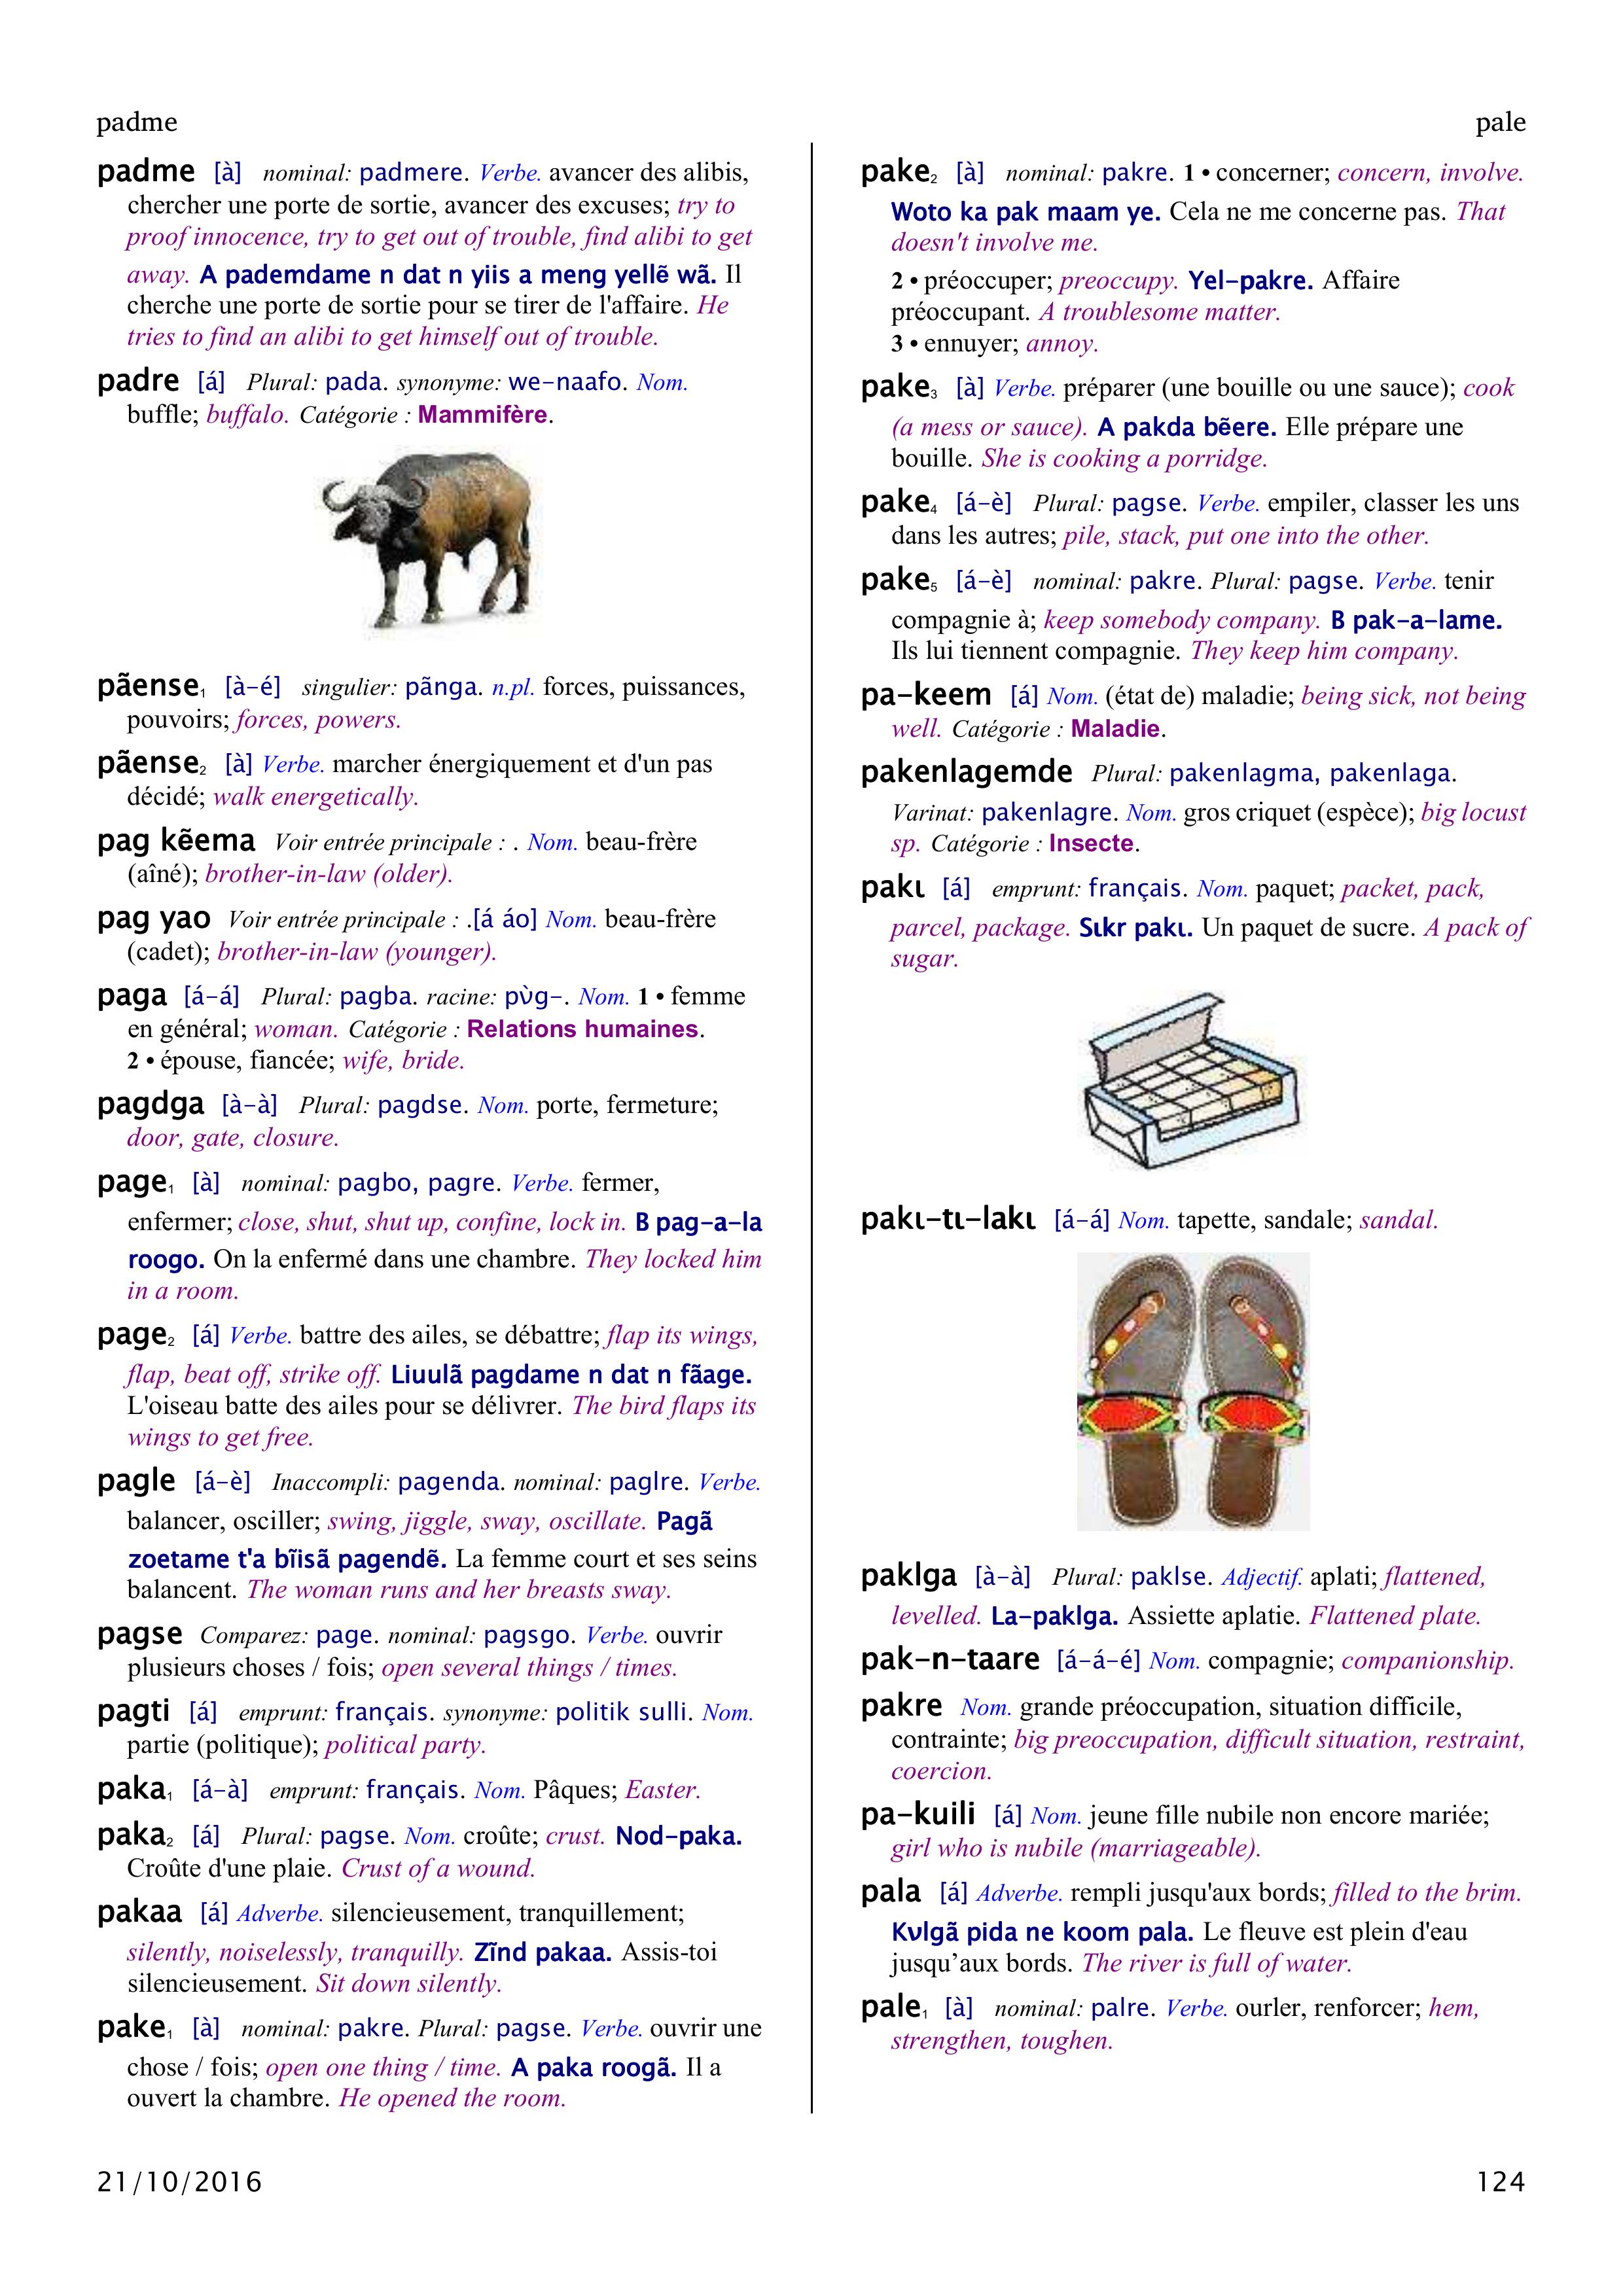 padme
pale
padme [à] nominal: padmere. Verbe. avancer des alibis,
chercher une porte de sortie, avancer des excuses; try to
proof innocence, try to get out of trouble, find alibi to get
away. A pademdame n dat n yiis a meng yellẽ wã. Il
cherche une porte de sortie pour se tirer de l'affaire. He
tries to find an alibi to get himself out of trouble.
padre [á] Plural: pada. synonyme: we-naafo. Nom.
buffle; buffalo. Catégorie : Mammifère.
pãense₁ [à-é] singulier: pãnga. n.pl. forces, puissances,
pouvoirs; forces, powers.
pãense₂ [à] Verbe. marcher énergiquement et d'un pas
décidé; walk energetically.
pag kẽema Voir entrée principale : . Nom. beau-frère
(aîné); brother-in-law (older).
pag yao Voir entrée principale : .[á áo] Nom. beau-frère
(cadet); brother-in-law (younger).
paga [á-á] Plural: pagba. racine: pʋ̀g-. Nom. 1 • femme
en général; woman. Catégorie : Relations humaines.
2 • épouse, fiancée; wife, bride.
pagdga [à-à] Plural: pagdse. Nom. porte, fermeture;
door, gate, closure.
page₁ [à] nominal: pagbo, pagre. Verbe. fermer,
enfermer; close, shut, shut up, confine, lock in. B pag-a-la
roogo. On la enfermé dans une chambre. They locked him
in a room.
page₂ [á] Verbe. battre des ailes, se débattre; flap its wings,
flap, beat off, strike off. Liuulã pagdame n dat n fãage.
L'oiseau batte des ailes pour se délivrer. The bird flaps its
wings to get free.
pagle [á-è] Inaccompli: pagenda. nominal: paglre. Verbe.
balancer, osciller; swing, jiggle, sway, oscillate. Pagã
zoetame t'a bĩisã pagendẽ. La femme court et ses seins
balancent. The woman runs and her breasts sway.
pagse Comparez: page. nominal: pagsgo. Verbe. ouvrir
plusieurs choses / fois; open several things / times.
pagti [á] emprunt: français. synonyme: politik sulli. Nom.
partie (politique); political party.
paka₁ [á-à] emprunt: français. Nom. Pâques; Easter.
paka₂ [á] Plural: pagse. Nom. croûte; crust. Nod-paka.
Croûte d'une plaie. Crust of a wound.
pakaa [á] Adverbe. silencieusement, tranquillement;
silently, noiselessly, tranquilly. Zĩnd pakaa. Assis-toi
silencieusement. Sit down silently.
pake₁ [à] nominal: pakre. Plural: pagse. Verbe. ouvrir une
chose / fois; open one thing / time. A paka roogã. Il a
ouvert la chambre. He opened the room.
pake₂ [à] nominal: pakre. 1 • concerner; concern, involve.
Woto ka pak maam ye. Cela ne me concerne pas. That
doesn't involve me.
2 • préoccuper; preoccupy. Yel-pakre. Affaire
préoccupant. A troublesome matter.
3 • ennuyer; annoy.
pake₃ [à] Verbe. préparer (une bouille ou une sauce); cook
(a mess or sauce). A pakda bẽere. Elle prépare une
bouille. She is cooking a porridge.
pake₄ [á-è] Plural: pagse. Verbe. empiler, classer les uns
dans les autres; pile, stack, put one into the other.
pake₅ [á-è] nominal: pakre. Plural: pagse. Verbe. tenir
compagnie à; keep somebody company. B pak-a-lame.
Ils lui tiennent compagnie. They keep him company.
pa-keem [á] Nom. (état de) maladie; being sick, not being
well. Catégorie : Maladie.
pakenlagemde Plural: pakenlagma, pakenlaga.
Varinat: pakenlagre. Nom. gros criquet (espèce); big locust
sp. Catégorie : Insecte.
pakɩ [á] emprunt: français. Nom. paquet; packet, pack,
parcel, package. Sɩkr pakɩ. Un paquet de sucre. A pack of
sugar.
pakɩ-tɩ-lakɩ [á-á] Nom. tapette, sandale; sandal.
paklga [à-à] Plural: paklse. Adjectif. aplati; flattened,
levelled. La-paklga. Assiette aplatie. Flattened plate.
pak-n-taare [á-á-é] Nom. compagnie; companionship.
pakre Nom. grande préoccupation, situation difficile,
contrainte; big preoccupation, difficult situation, restraint,
coercion.
pa-kuili [á] Nom. jeune fille nubile non encore mariée;
girl who is nubile (marriageable).
pala [á] Adverbe. rempli jusqu'aux bords; filled to the brim.
Kʋlgã pida ne koom pala. Le fleuve est plein d'eau
jusqu’aux bords. The river is full of water.
pale₁ [à] nominal: palre. Verbe. ourler, renforcer; hem,
strengthen, toughen.
21/10/2016
124